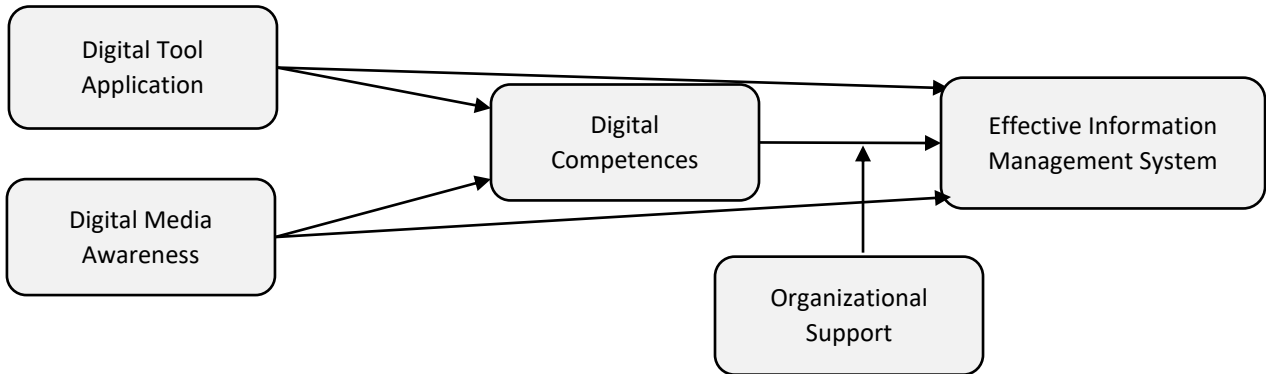 Digital Tool
Application
Digital Media
Awareness
Digital
Competences
Organizational
Support
Effective Information
Management System